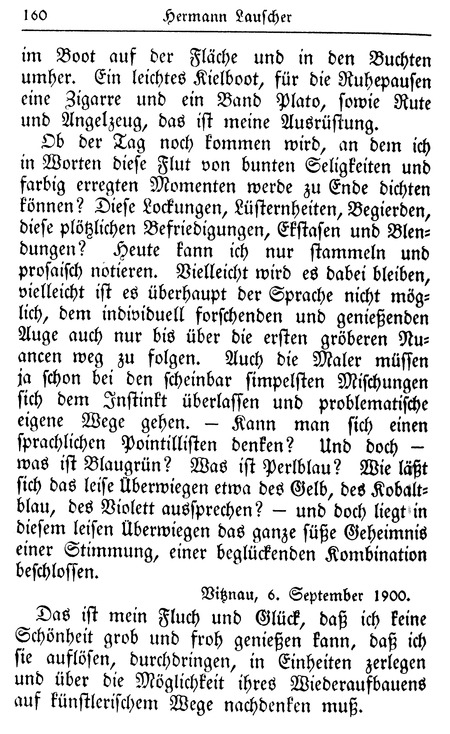 160 Hermann Lauscher
im Boot auf der Fläche und in den Buchten
umher. Ein leichtes Kielboot, für die Ruhepausen
eine Zigarre und ein Band Plato, sowie Rute
und Angelzeug, das ist meine Ausrüstung.
Ob der Tag noch kommen wird, an dem ich
in Worten diese Flut von bunten Seligkeiten und
farbig erregten Momenten werde zu Ende dichten
können? Diese Lockungen, Lüsternheiten, Begierden,
diese plötzlichen Befriedigungen, Ekstasen und Blen-
dungen? Heute kann ich nur stammeln und
prosaisch notieren. Vielleicht wird es dabei bleiben,
vielleicht ist es überhaupt der Sprache nicht mög-
lich, dem individuell forschenden und genießenden
Auge auch nur bis über die ersten gröberen Nu-
ancen weg zu folgen. Auch die Maler müssen
ja schon bei den scheinbar simpelsten Mischungen
sich dem Instinkt überlassen und problematische
eigene Wege gehen. — Kann man sich einen
sprachlichen Pointillisten denken? Und doch —
was ist Blaugrün? Was ist Perlblau? Wie läßt
sich das leise Überwiegen etwa des Gelb, des Kobalt-
blau, des Violett aussprechen? — und doch liegt in
diesem leisen Überwiegen das ganze süße Geheimnis
einer Stimmung, einer beglückenden Kombination
beschlossen.
Vitznau, 6. September 1900.
Das ist mein Fluch und Glück, daß ich keine
Schönheit grob und froh genießen kann, daß ich
sie auflösen, durchdringen, in Einheiten zerlegen
und über die Möglichkeit ihres Wiederaufbauens
auf künstlerischem Wege nachdenken muß.